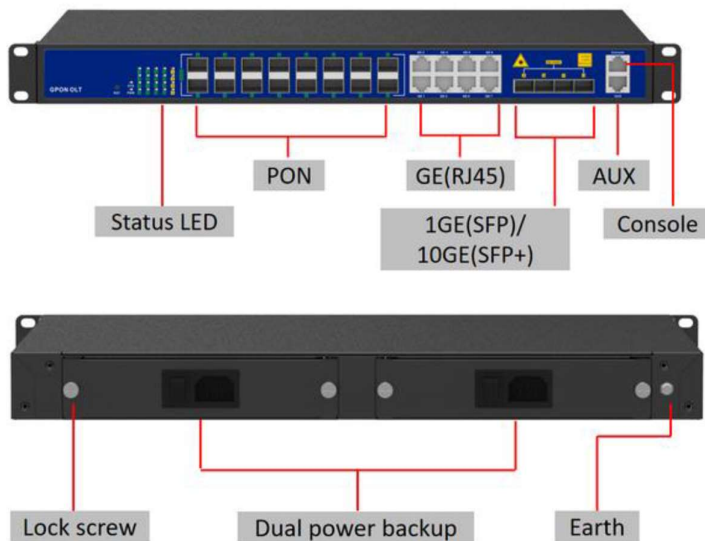 GPON OLT
PON
GE(RJ45)
AUX
Status LED
1GE(SFP)/
10GE(SFP+)
Console
Lock screw
Dual power backup
Earth